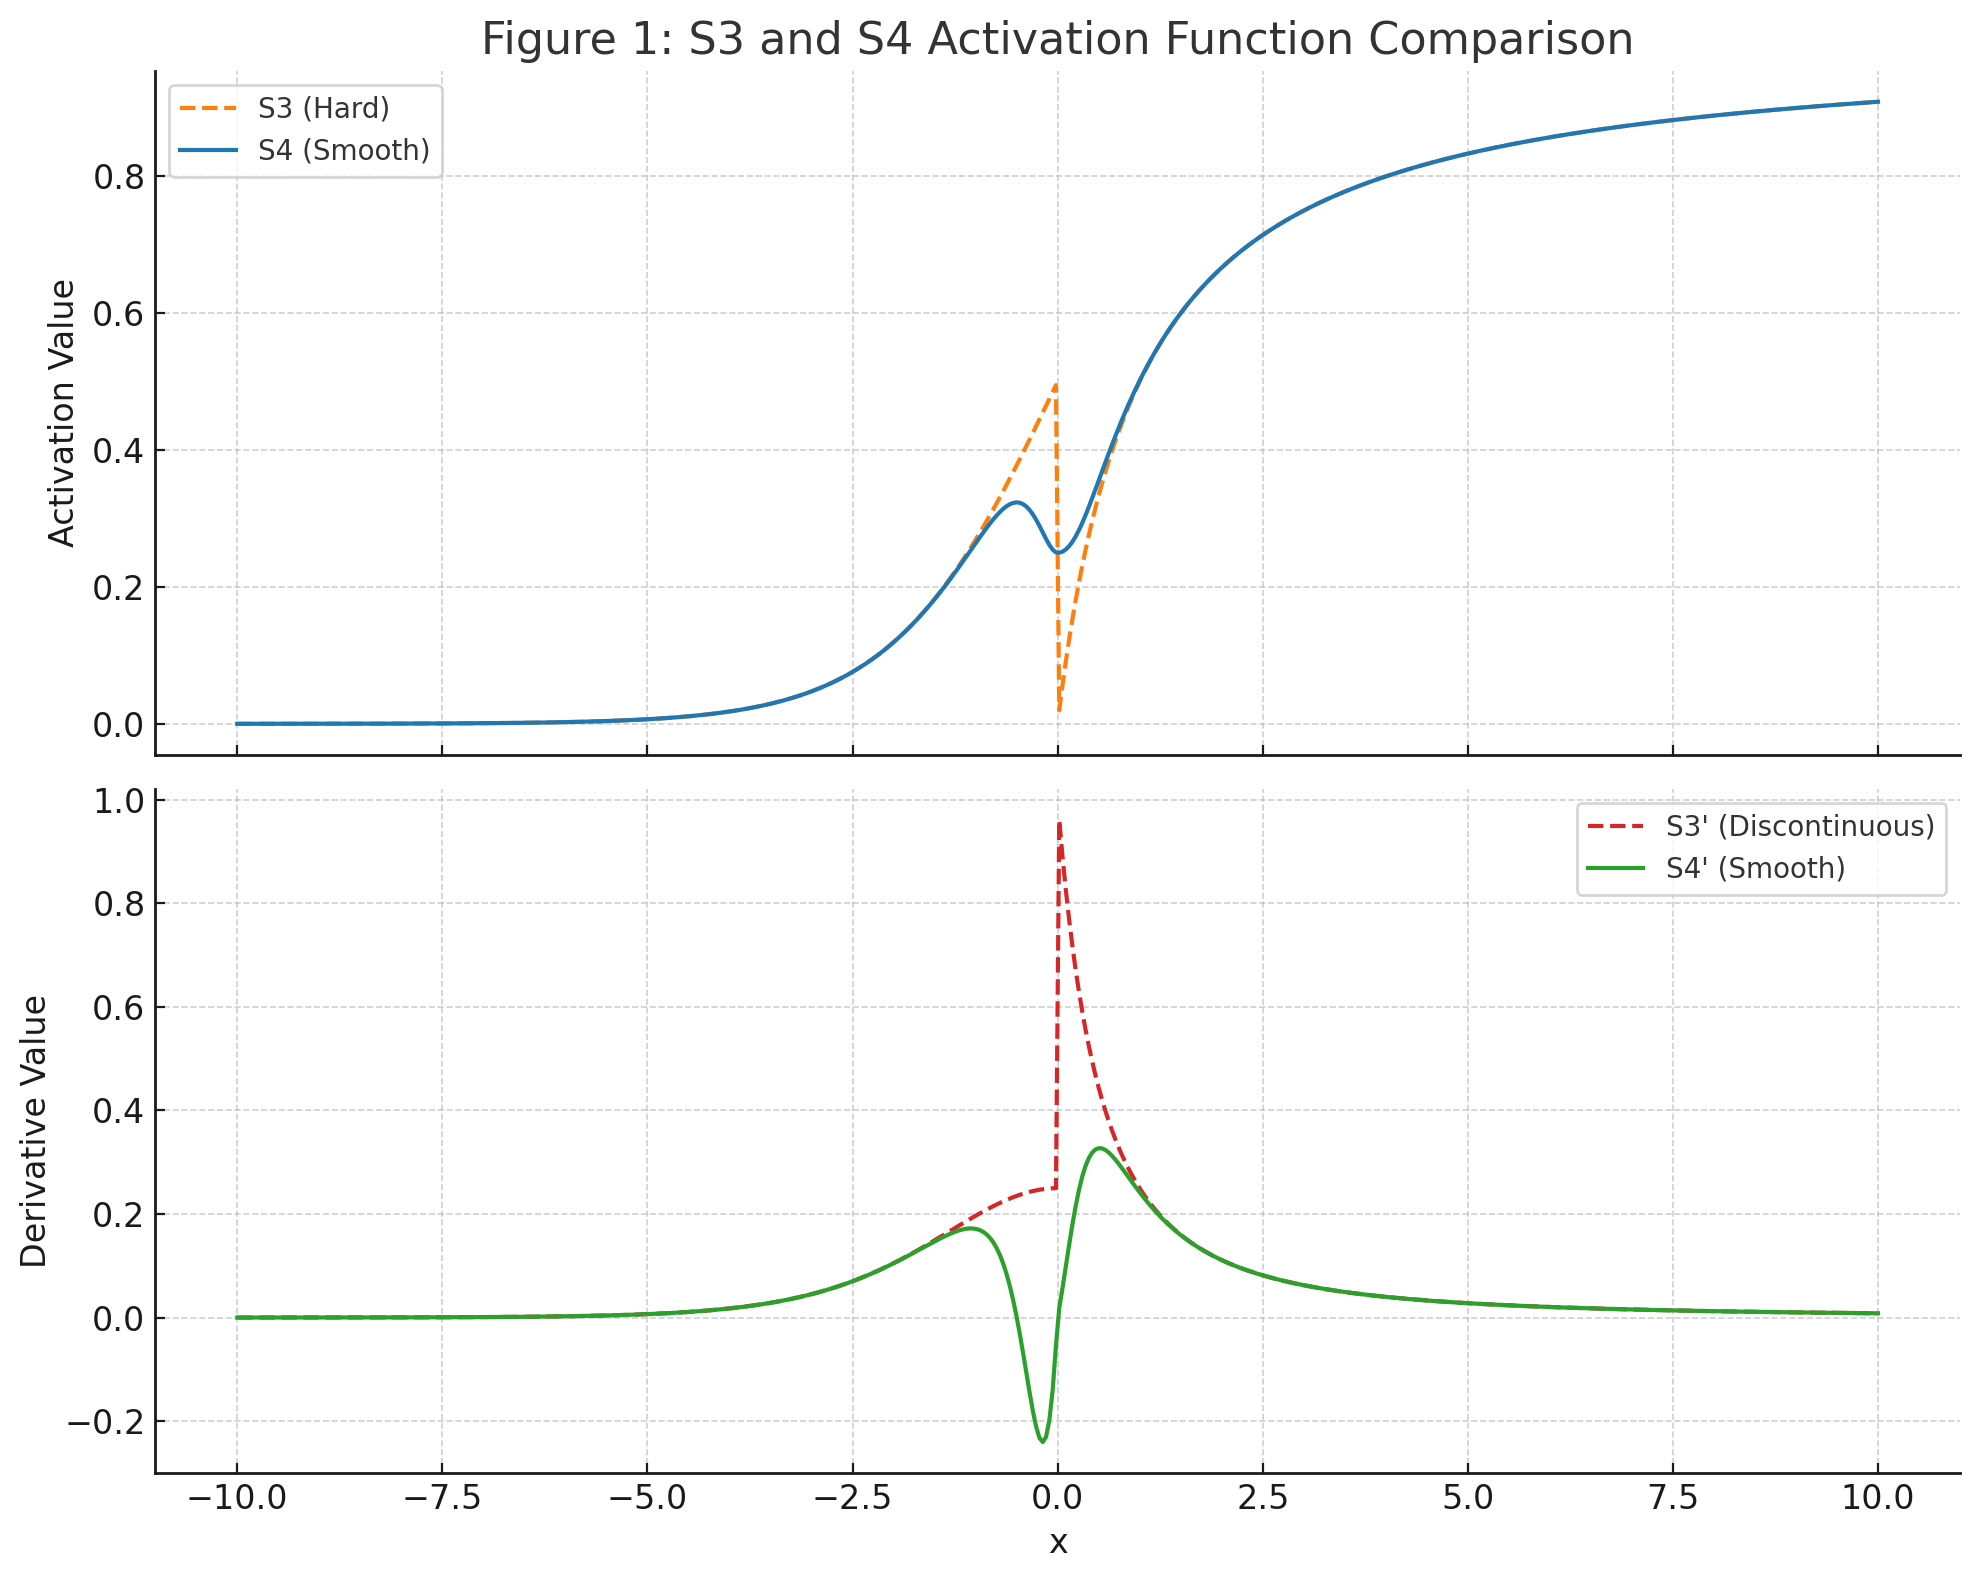 Figure 1: S3 and S4 Activation Function Comparison
S3 (Hard)
S4 (Smooth)
Activation Value
0.8
0.6
0.4
0.2
0.0
S3' (Discontinuous)
S4' (Smooth)
Derivative Value
1.0
0.8
0.6
0.4
0.2
0.0
−0.2
−10.0 −7.5 −5.0 −2.5 0.0 2.5 5.0 7.5 10.0
x